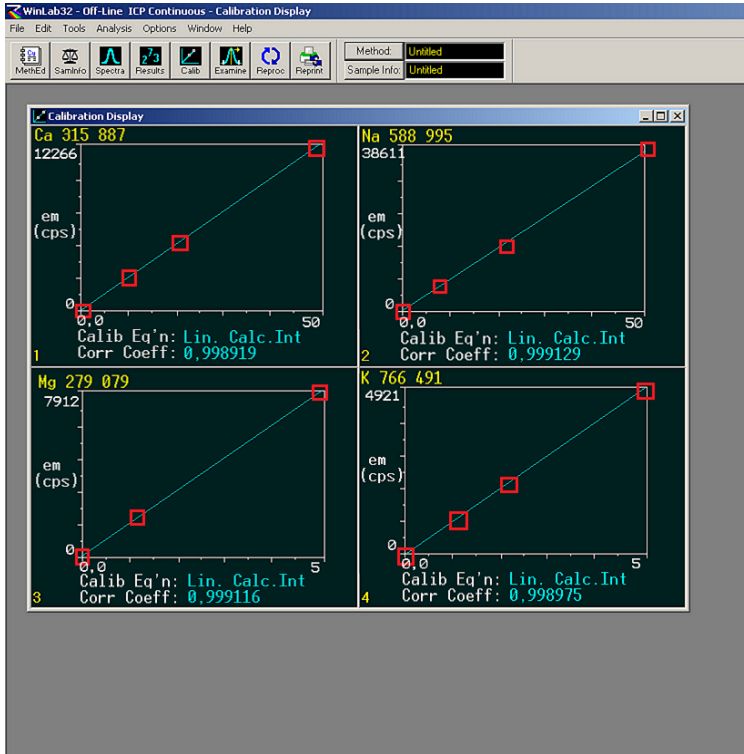 WinLab32 - Off-Line ICP Continuous - Calibration Display
File Edit Tools Analysis Options Window Help
MethEd SamInfo Spectra Results Calib Examine Reproc Reprint
Method: Untitled
Sample Info: Untitled
Calibration Display
Ca 315 887
12266
em
(cps)
0
0,0 50
Calib Eq'n: Lin. Calc.Int
Corr Coeff: 0,998919
1
Na 588 995
38611
em
(cps)
0
0,0 50
Calib Eq'n: Lin. Calc.Int
Corr Coeff: 0,999129
2
Mg 279 079
7912
em
(cps)
0
0,0 5
Calib Eq'n: Lin. Calc.Int
Corr Coeff: 0,999116
3
K 766 491
4921
em
(cps)
0
0,0 5
Calib Eq'n: Lin. Calc.Int
Corr Coeff: 0,998975
4